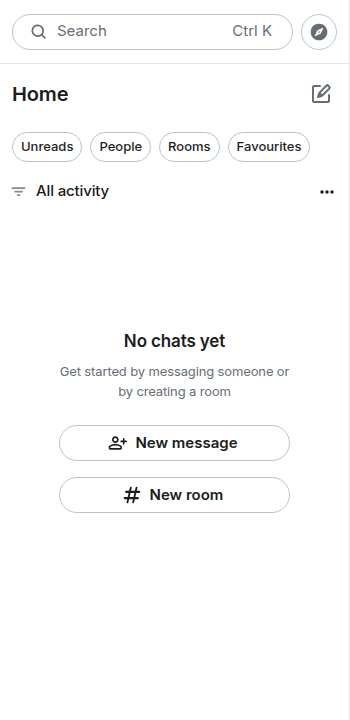 Search Ctrl K
Home
Unreads People Rooms Favourites
All activity
No chats yet
Get started by messaging someone or
by creating a room
New message
New room